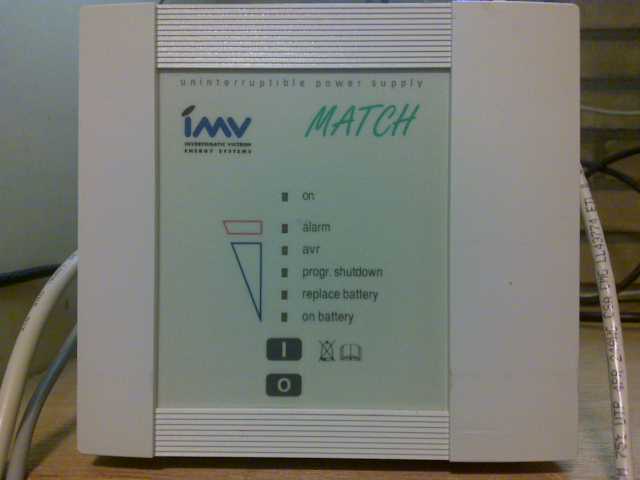 uninterruptible power supply
imv
MATCH
INVERTOMATIC VICTRON
ENERGY SYSTEMS
on
alarm
avr
progr. shutdown
replace battery
on battery
I
O